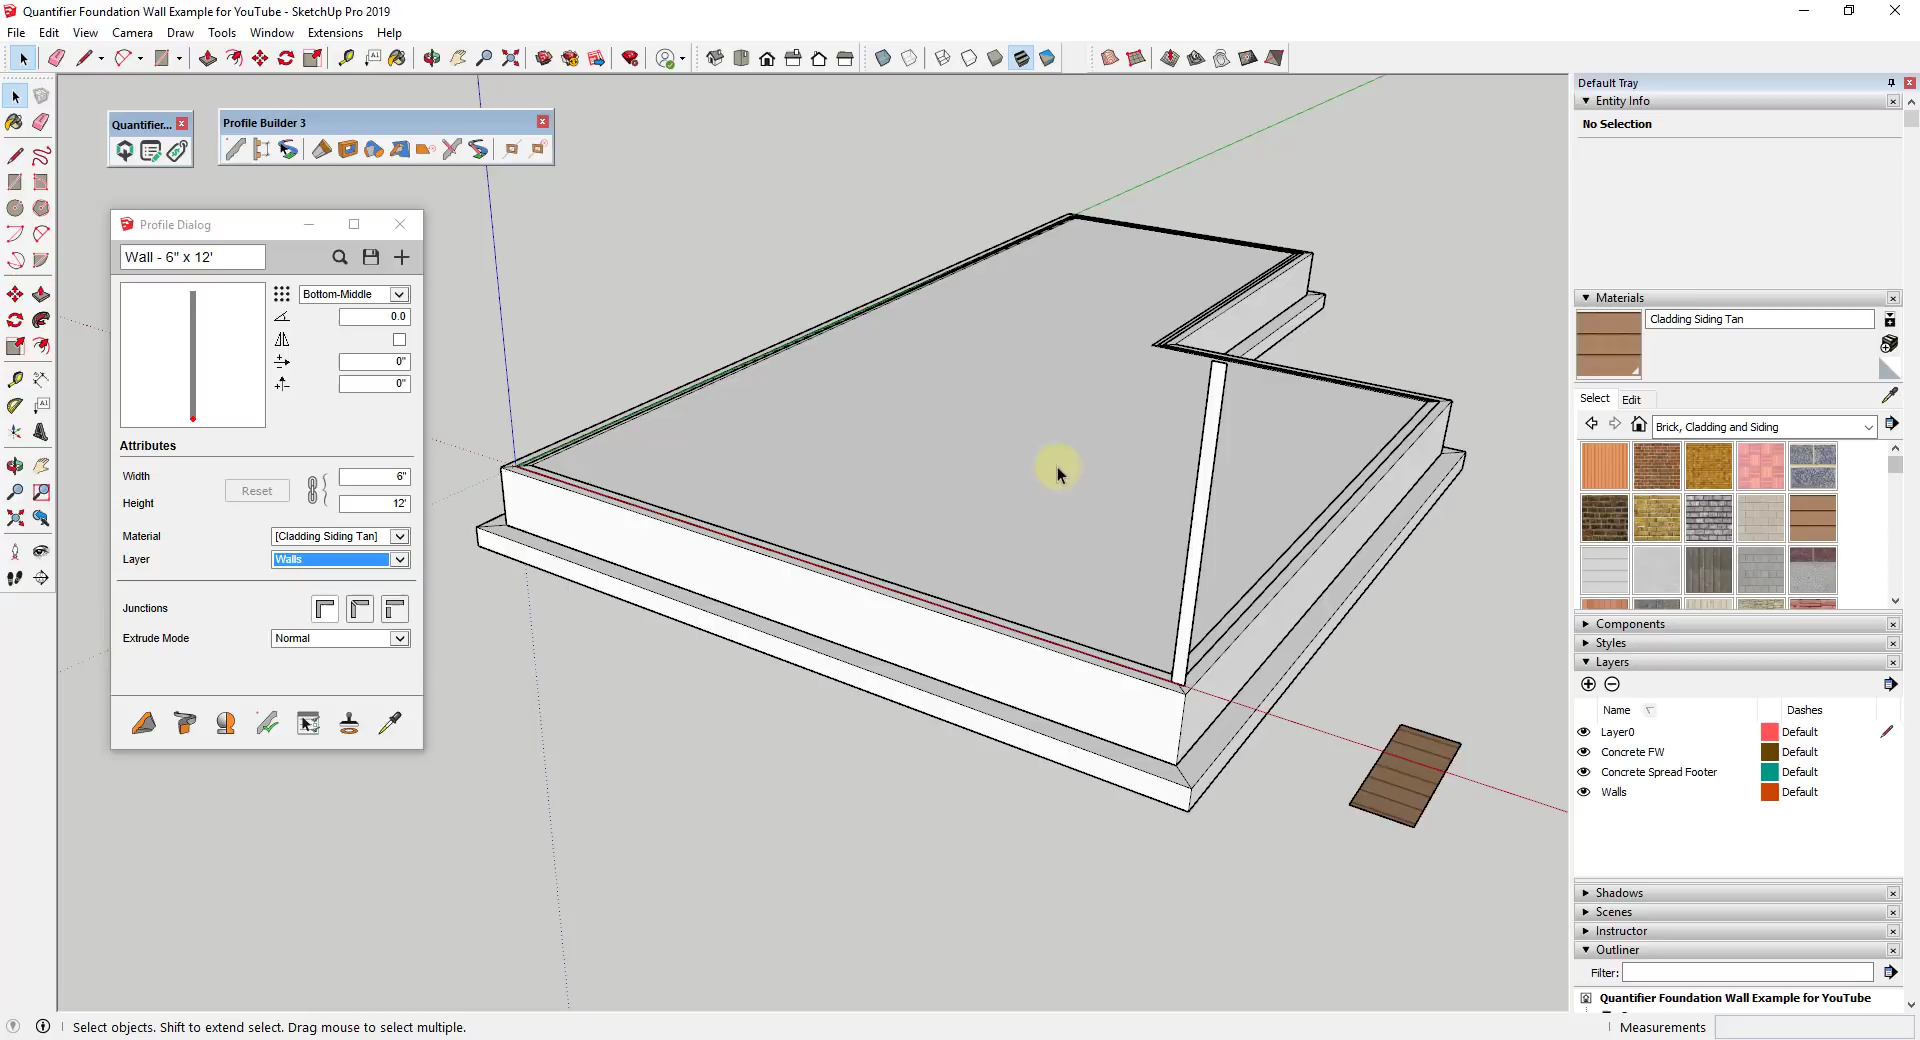 Quantifier Foundation Wall Example for YouTube - SketchUp Pro 2019
File Edit View Camera Draw Tools Window Extensions Help
Quantifier...
Profile Builder 3
Profile Dialog
Wall - 6" x 12'
Bottom-Middle
0.0
0"
0"
Attributes
Width
6"
Reset
Height
12'
Material
[Cladding Siding Tan]
Layer
Walls
Junctions
Extrude Mode
Normal
Default Tray
Entity Info
No Selection
Materials
Cladding Siding Tan
Select Edit
Brick, Cladding and Siding
Components
Styles
Layers
Name Dashes
Layer0 Default
Concrete FW Default
Concrete Spread Footer Default
Walls Default
Shadows
Scenes
Instructor
Outliner
Filter:
Quantifier Foundation Wall Example for YouTube
Select objects. Shift to extend select. Drag mouse to select multiple.
Measurements